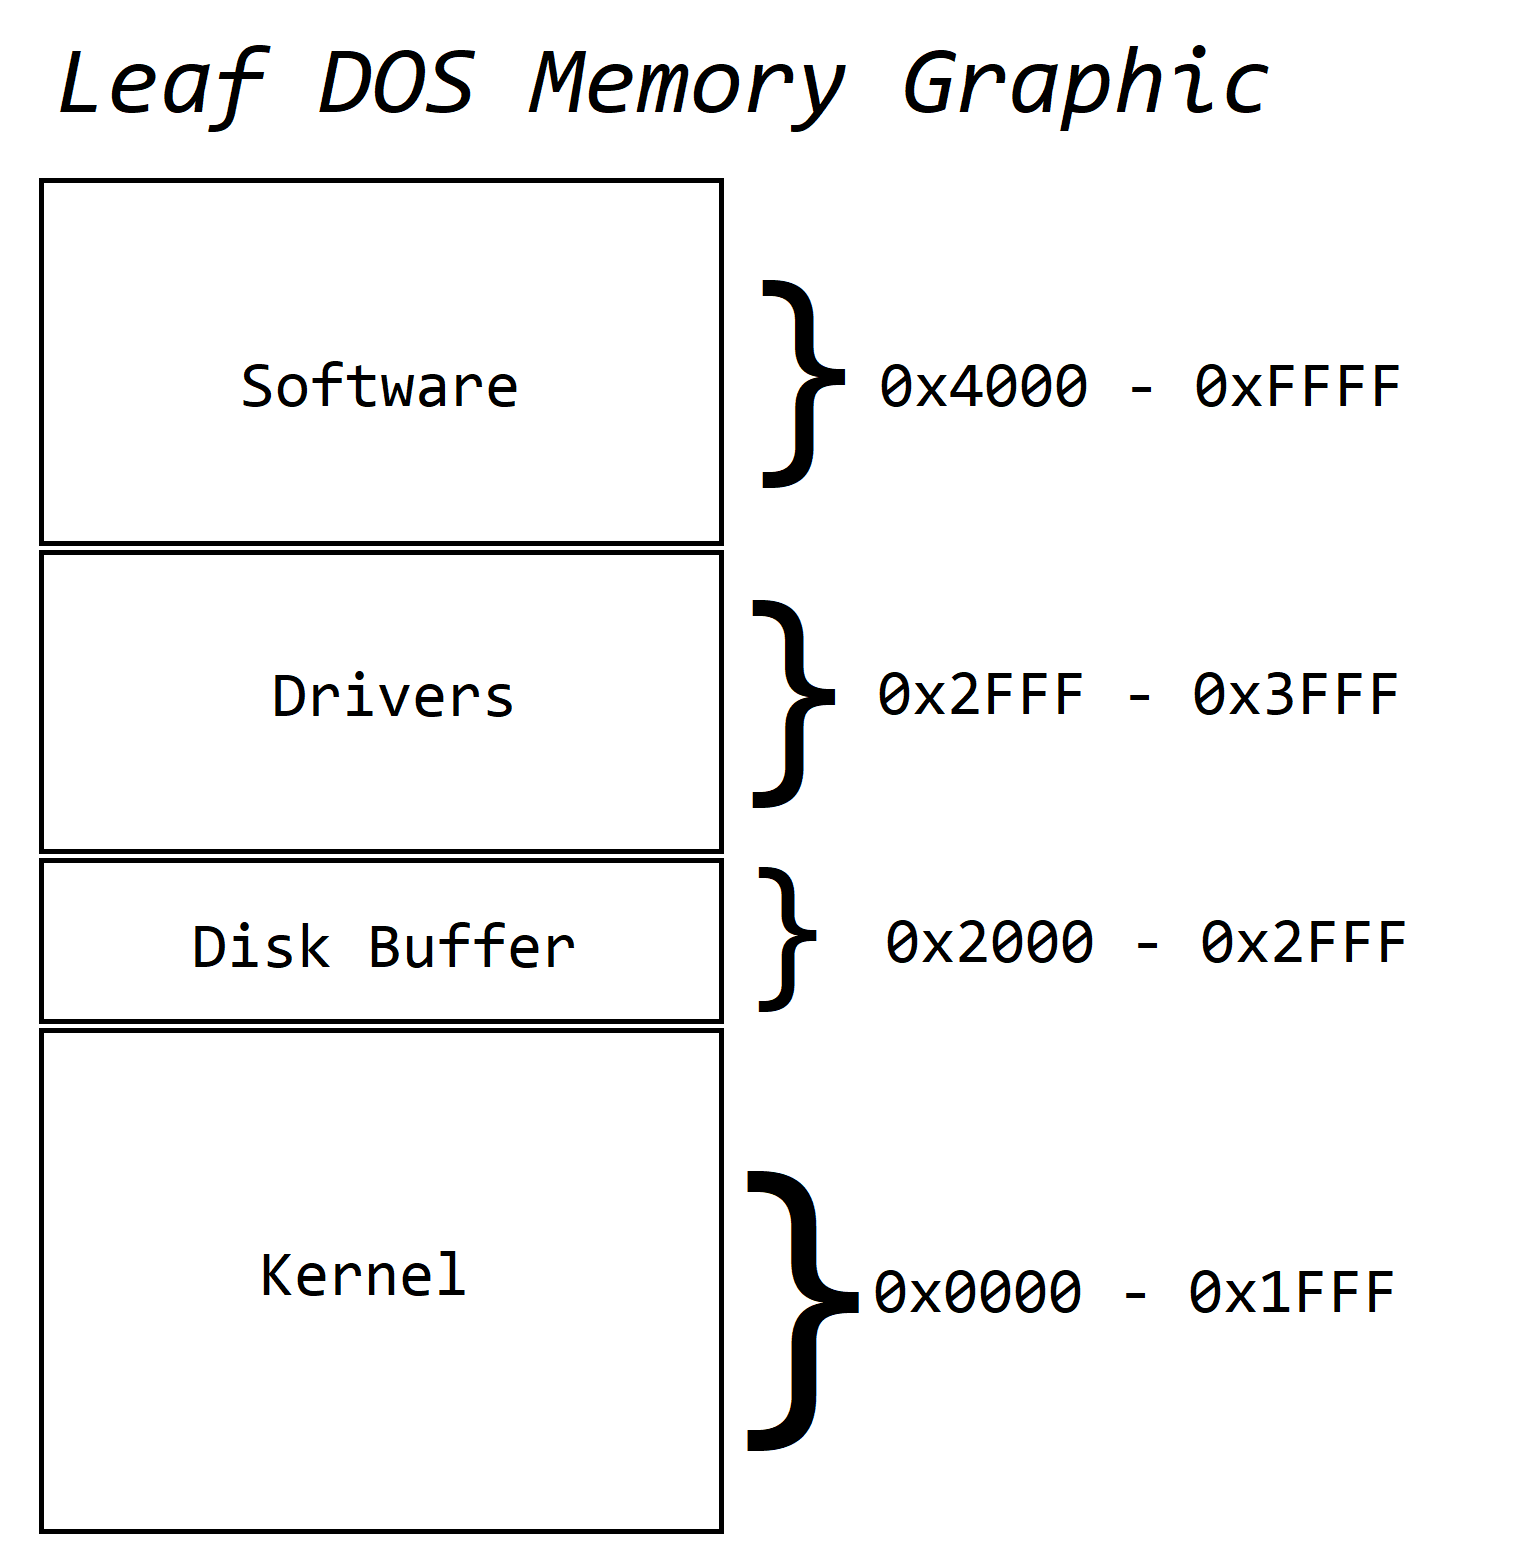 Leaf DOS Memory Graphic
Software } 0x4000 - 0xFFFF
Drivers } 0x2FFF - 0x3FFF
Disk Buffer } 0x2000 - 0x2FFF
Kernel } 0x0000 - 0x1FFF